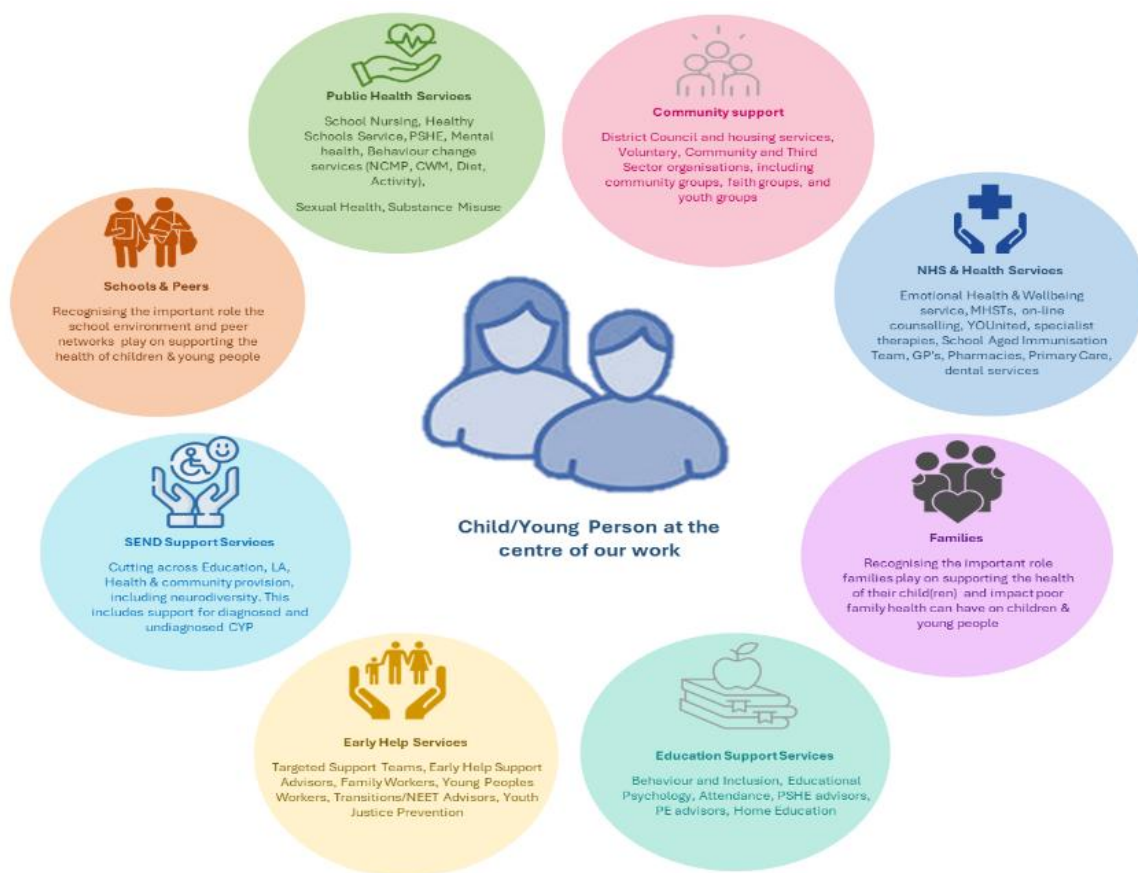 Public Health Services
School Nursing, Healthy
Schools Service, PSHE, Mental
health, Behaviour change
services (NCMP, CWM, Diet,
Activity),
Sexual Health, Substance Misuse
Community support
District Council and housing services,
Voluntary, Community and Third
Sector organisations, including
community groups, faith groups, and
youth groups
NHS & Health Services
Emotional Health & Wellbeing
service, MHSTs, on-line
counselling, YOUnited, specialist
therapies, School Aged Immunisation
Team, GP's, Pharmacies, Primary Care,
dental services
Families
Recognising the important role
families play on supporting the health
of their child(ren) and impact poor
family health can have on children &
young people
Education Support Services
Behaviour and Inclusion, Educational
Psychology, Attendance, PSHE advisors,
PE advisors, Home Education
Early Help Services
Targeted Support Teams, Early Help Support
Advisors, Family Workers, Young Peoples
Workers, Transitions/NEET Advisors, Youth
Justice Prevention
SEND Support Services
Cutting across Education, LA,
Health & community provision,
including neurodiversity. This
includes support for diagnosed and
undiagnosed CYP
Schools & Peers
Recognising the important role the
school environment and peer
networks play on supporting the
health of children & young people
Child/Young Person at the
centre of our work